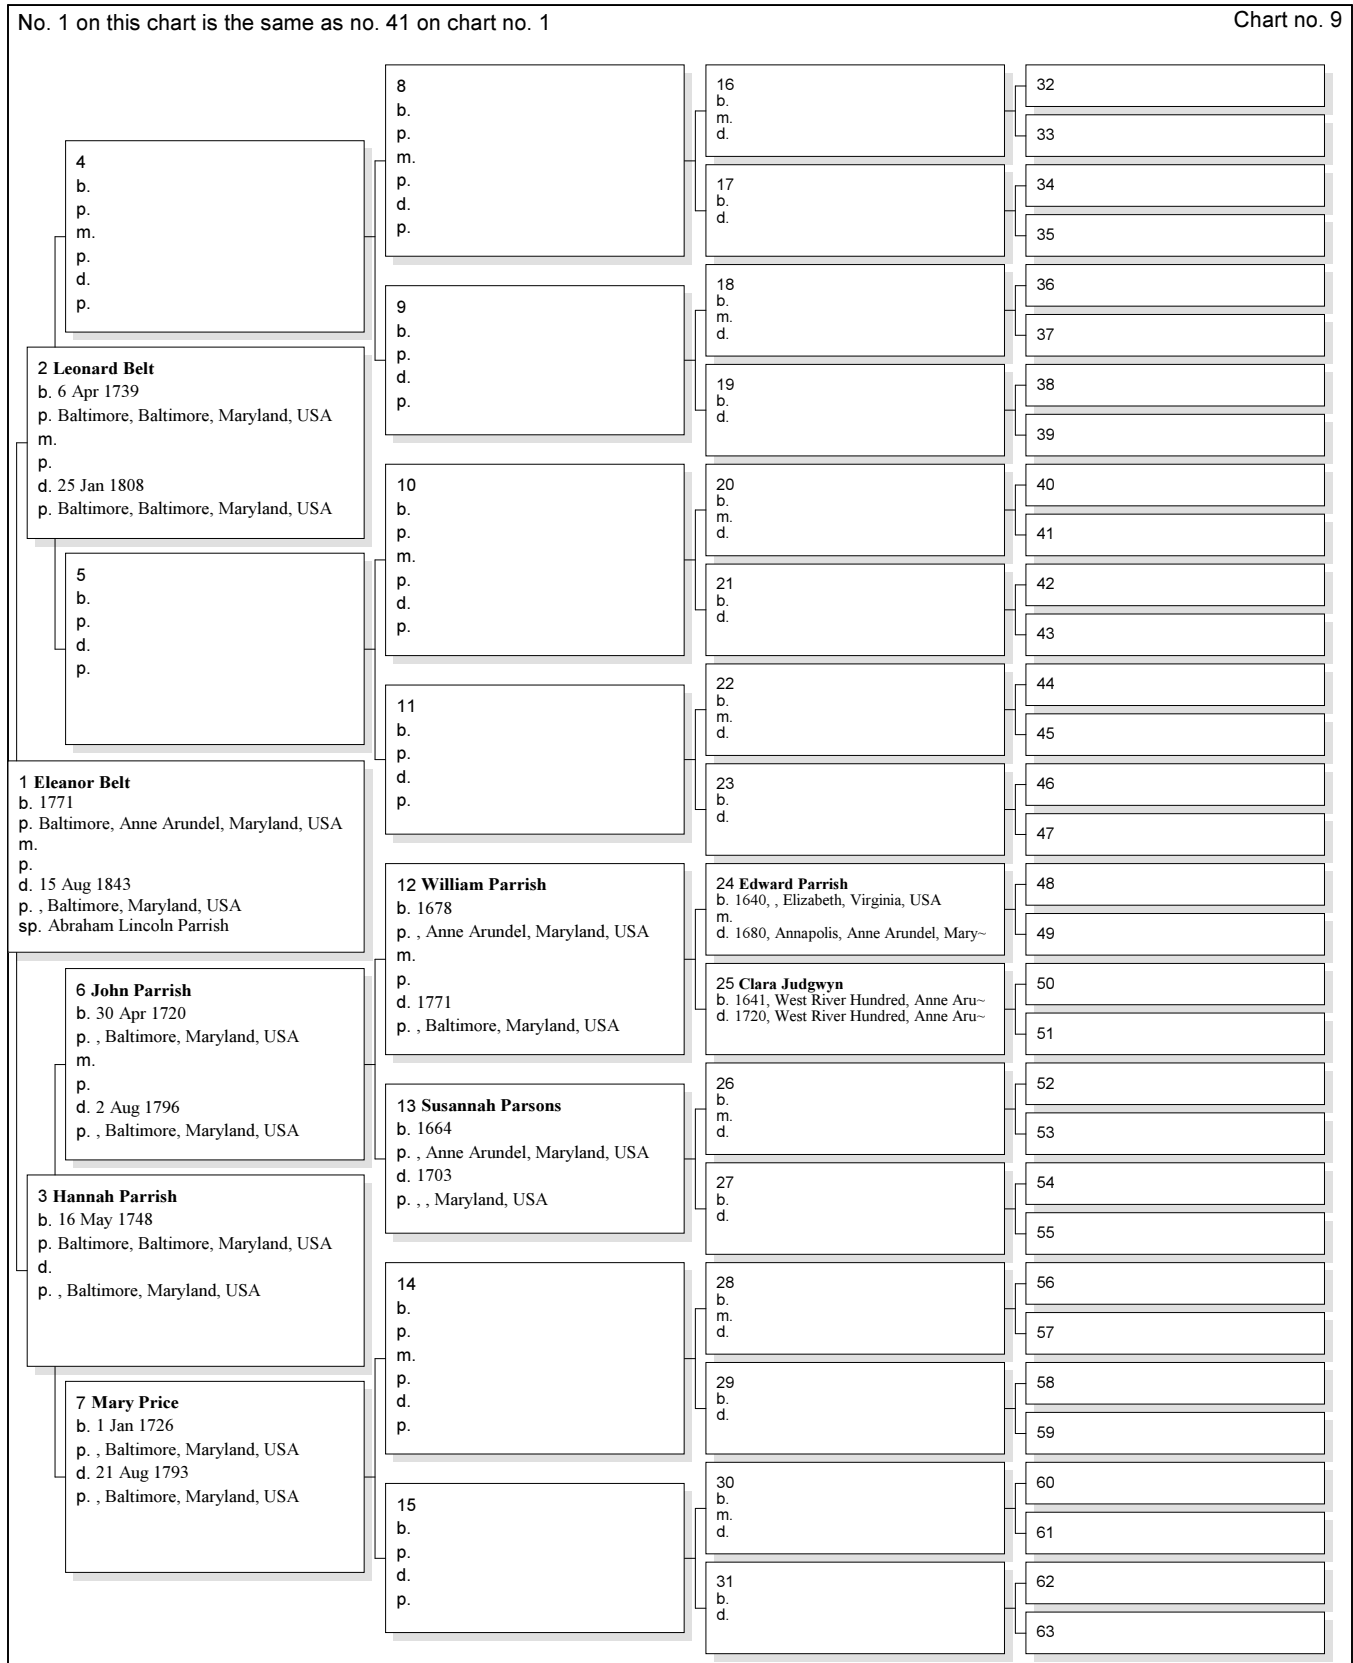 No. 1 on this chart is the same as no. 41 on chart no. 1
Chart no. 9
1 Eleanor Belt
b. 1771
p. Baltimore, Anne Arundel, Maryland, USA
m.
p.
d. 15 Aug 1843
p. , Baltimore, Maryland, USA
sp. Abraham Lincoln Parrish
2 Leonard Belt
b. 6 Apr 1739
p. Baltimore, Baltimore, Maryland, USA
m.
p.
d. 25 Jan 1808
p. Baltimore, Baltimore, Maryland, USA
3 Hannah Parrish
b. 16 May 1748
p. Baltimore, Baltimore, Maryland, USA
d.
p. , Baltimore, Maryland, USA
4
b.
p.
m.
p.
d.
p.
5
b.
p.
d.
p.
6 John Parrish
b. 30 Apr 1720
p. , Baltimore, Maryland, USA
m.
p.
d. 2 Aug 1796
p. , Baltimore, Maryland, USA
7 Mary Price
b. 1 Jan 1726
p. , Baltimore, Maryland, USA
d. 21 Aug 1793
p. , Baltimore, Maryland, USA
8
b.
p.
m.
p.
d.
p.
9
b.
p.
d.
p.
10
b.
p.
m.
p.
d.
p.
11
b.
p.
d.
p.
12 William Parrish
b. 1678
p. , Anne Arundel, Maryland, USA
m.
p.
d. 1771
p. , Baltimore, Maryland, USA
13 Susannah Parsons
b. 1664
p. , Anne Arundel, Maryland, USA
d. 1703
p. , , Maryland, USA
14
b.
p.
m.
p.
d.
p.
15
b.
p.
d.
p.
16
b.
m.
d.
17
b.
d.
18
b.
m.
d.
19
b.
d.
20
b.
m.
d.
21
b.
d.
22
b.
m.
d.
23
b.
d.
24 Edward Parrish
b. 1640, , Elizabeth, Virginia, USA
m.
d. 1680, Annapolis, Anne Arundel, Mary~
25 Clara Judgwyn
b. 1641, West River Hundred, Anne Aru~
d. 1720, West River Hundred, Anne Aru~
26
b.
m.
d.
27
b.
d.
28
b.
m.
d.
29
b.
d.
30
b.
m.
d.
31
b.
d.
32
33
34
35
36
37
38
39
40
41
42
43
44
45
46
47
48
49
50
51
52
53
54
55
56
57
58
59
60
61
62
63